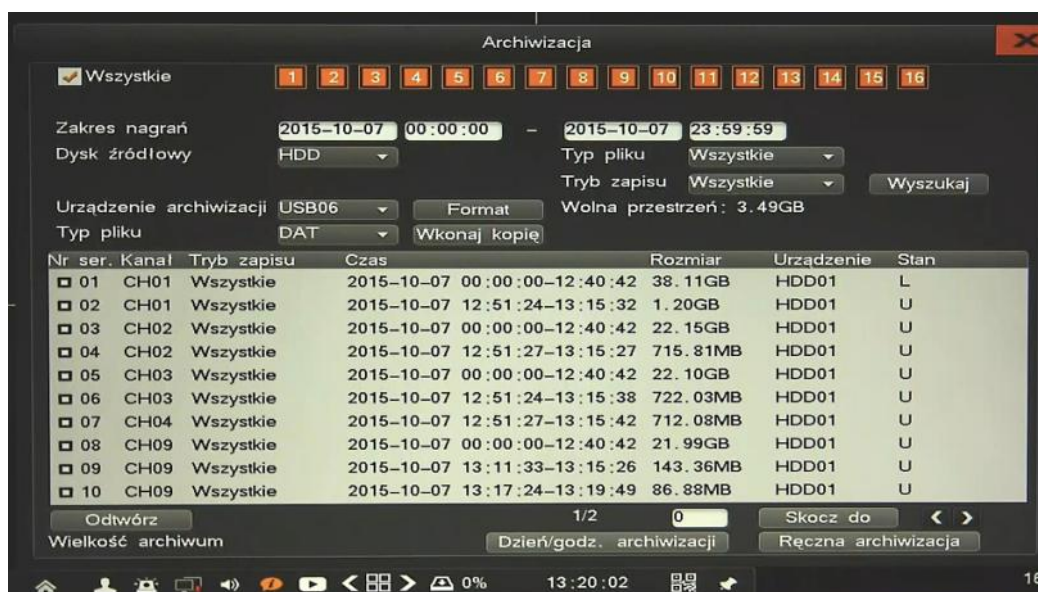 Archiwizacja
Wszystkie 1 2 3 4 5 6 7 8 9 10 11 12 13 14 15 16
Zakres nagrań 2015-10-07 00:00:00 - 2015-10-07 23:59:59
Dysk źródłowy HDD Typ pliku Wszystkie
Tryb zapisu Wszystkie Wyszukaj
Urządzenie archiwizacji USB06 Format Wolna przestrzeń: 3.49GB
Typ pliku DAT Wkonaj kopię
Nr ser. Kanał Tryb zapisu Czas Rozmiar Urządzenie Stan
01 CH01 Wszystkie 2015-10-07 00:00:00-12:40:42 38.11GB HDD01 L
02 CH01 Wszystkie 2015-10-07 12:51:24-13:15:32 1.20GB HDD01 U
03 CH02 Wszystkie 2015-10-07 00:00:00-12:40:42 22.15GB HDD01 U
04 CH02 Wszystkie 2015-10-07 12:51:27-13:15:27 715.81MB HDD01 U
05 CH03 Wszystkie 2015-10-07 00:00:00-12:40:42 22.10GB HDD01 U
06 CH03 Wszystkie 2015-10-07 12:51:24-13:15:38 722.03MB HDD01 U
07 CH04 Wszystkie 2015-10-07 12:51:27-13:15:42 712.08MB HDD01 U
08 CH09 Wszystkie 2015-10-07 00:00:00-12:40:42 21.99GB HDD01 U
09 CH09 Wszystkie 2015-10-07 13:11:33-13:15:26 143.36MB HDD01 U
10 CH09 Wszystkie 2015-10-07 13:17:24-13:19:49 86.88MB HDD01 U
Odtwórz 1/2 0 Skocz do
Wielkość archiwum Dzień/godz. archiwizacji Ręczna archiwizacja
0% 13:20:02 16